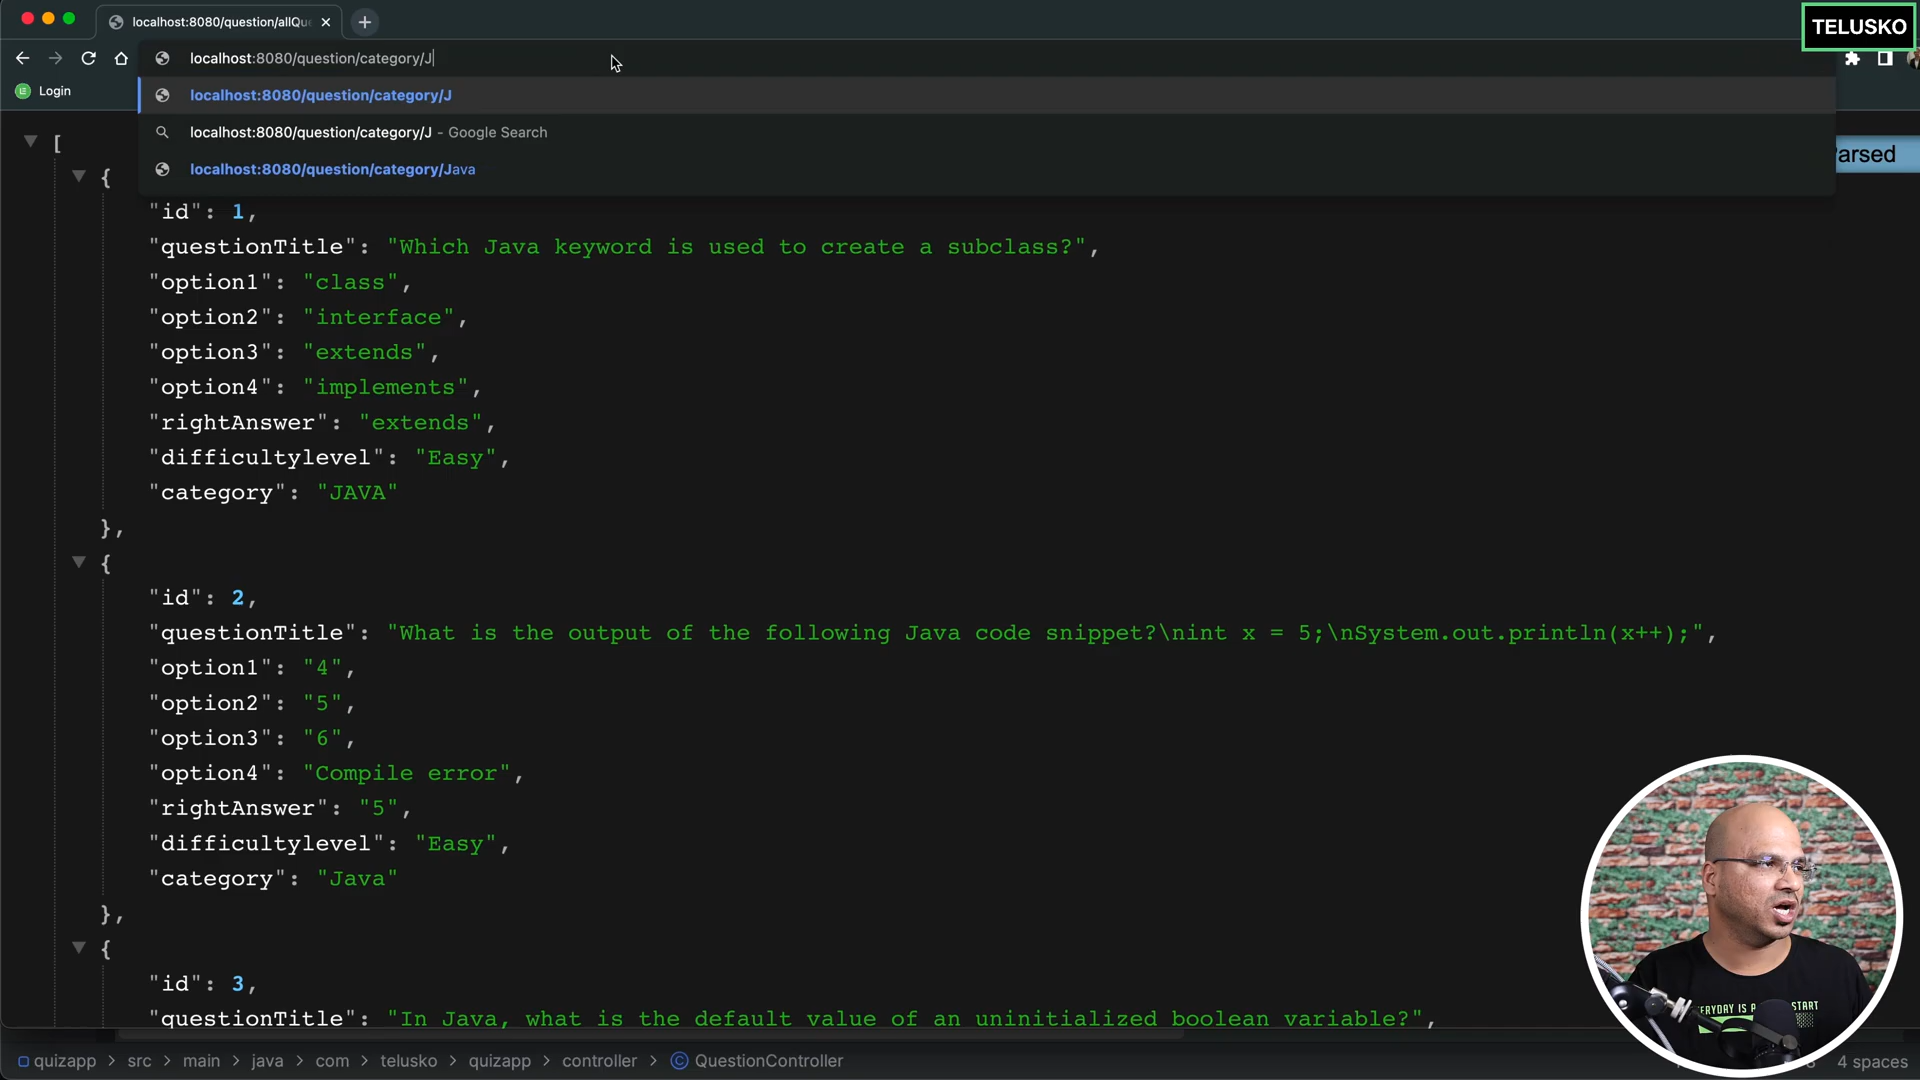 localhost:8080/question/allQue
TELUSKO
localhost:8080/question/category/J
Login
localhost:8080/question/category/J
localhost:8080/question/category/J - Google Search
localhost:8080/question/category/Java
arsed
[
{
"id": 1,
"questionTitle": "Which Java keyword is used to create a subclass?",
"option1": "class",
"option2": "interface",
"option3": "extends",
"option4": "implements",
"rightAnswer": "extends",
"difficultylevel": "Easy",
"category": "JAVA"
},
{
"id": 2,
"questionTitle": "What is the output of the following Java code snippet?\nint x = 5;\nSystem.out.println(x++);",
"option1": "4",
"option2": "5",
"option3": "6",
"option4": "Compile error",
"rightAnswer": "5",
"difficultylevel": "Easy",
"category": "Java"
},
{
"id": 3,
"questionTitle": "In Java, what is the default value of an uninitialized boolean variable?",
quizapp > src > main > java > com > telusko > quizapp > controller > QuestionController
4 spaces